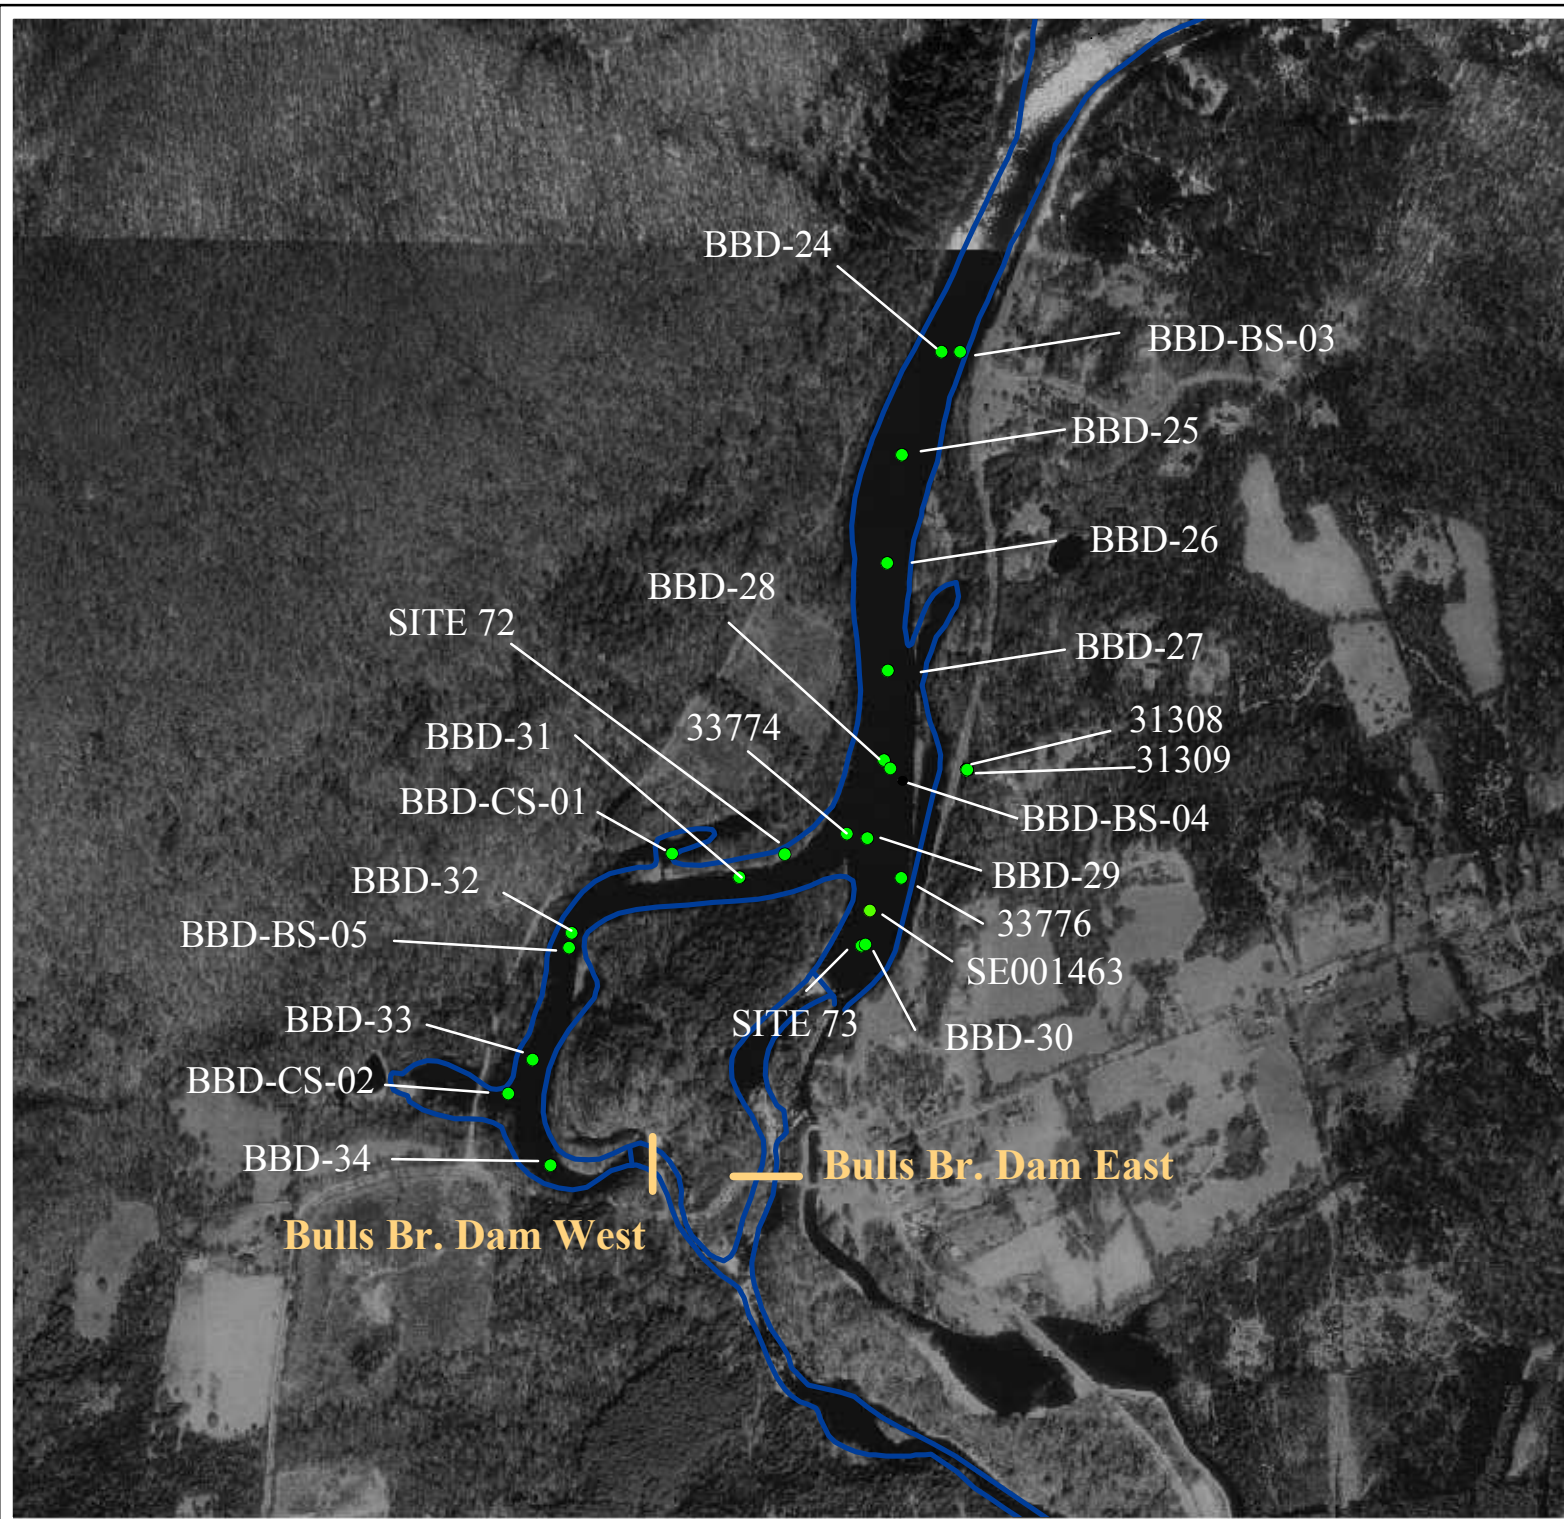 BBD-24
BBD-BS-03
BBD-25
BBD-26
BBD-28
SITE 72
BBD-27
33774
31308
BBD-31
31309
BBD-CS-01
BBD-BS-04
BBD-32
BBD-29
BBD-BS-05
33776
SE001463
BBD-33
SITE 73
BBD-30
BBD-CS-02
BBD-34
Bulls Br. Dam East
Bulls Br. Dam West